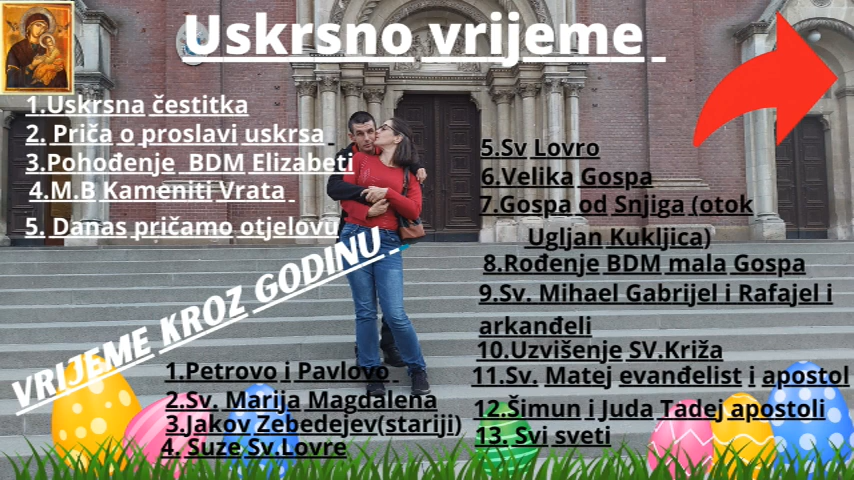 Uskrsno vrijeme
1.Uskrsna čestitka
2. Priča o proslavi uskrsa
3.Pohođenje BDM Elizabeti
4.M.B Kameniti Vrata
5. Danas pričamo otjelovu
VRIJEME KROZ GODINU
1.Petrovo i Pavlovo
2.Sv. Marija Magdalena
3.Jakov Zebedejev(stariji)
4. Suze Sv.Lovre
5.Sv Lovro
6.Velika Gospa
7.Gospa od Snjiga (otok
Ugljan Kukljica)
8.Rođenje BDM mala Gospa
9.Sv. Mihael Gabrijel i Rafajel i
arkanđeli
10.Uzvišenje SV.Križa
11.Sv. Matej evanđelist i apostol
12.Šimun i Juda Tadej apostoli
13. Svi sveti